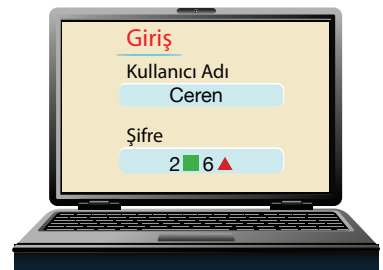 Giriş
Kullanıcı Adı
Ceren
Şifre
2■6▲